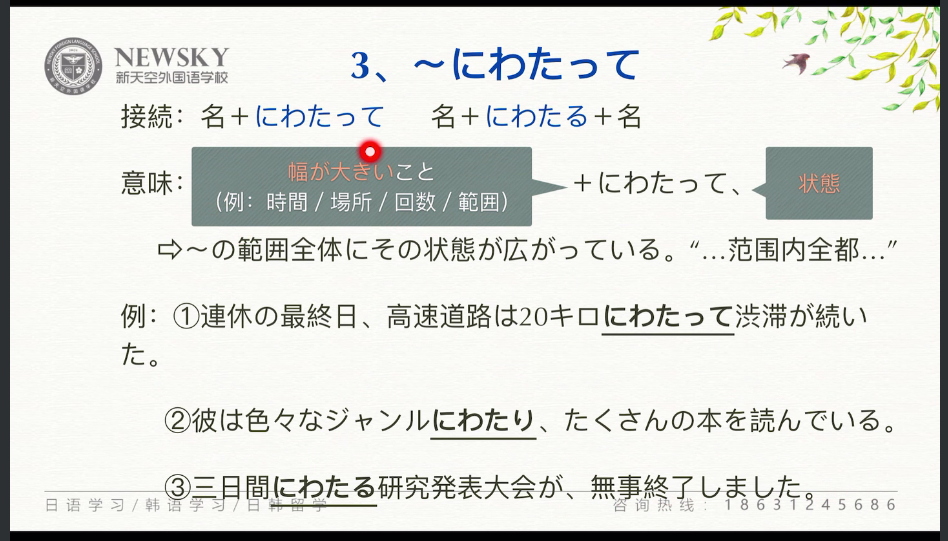 NEWSKY
新天空外国语学校
3、～にわたって
接続：名＋にわたって　名＋にわたる＋名
意味：
幅が大きいこと
（例：時間 / 場所 / 回数 / 範囲）
＋にわたって、
状態
⇨～の範囲全体にその状態が広がっている。“…范围内全都…”
例：①連休の最終日、高速道路は20キロにわたって渋滞が続い
た。
②彼は色々なジャンルにわたり、たくさんの本を読んでいる。
③三日間にわたる研究発表大会が、無事終了しました。
日语学习/韩语学习/日韩留学
咨询热线：18631245686